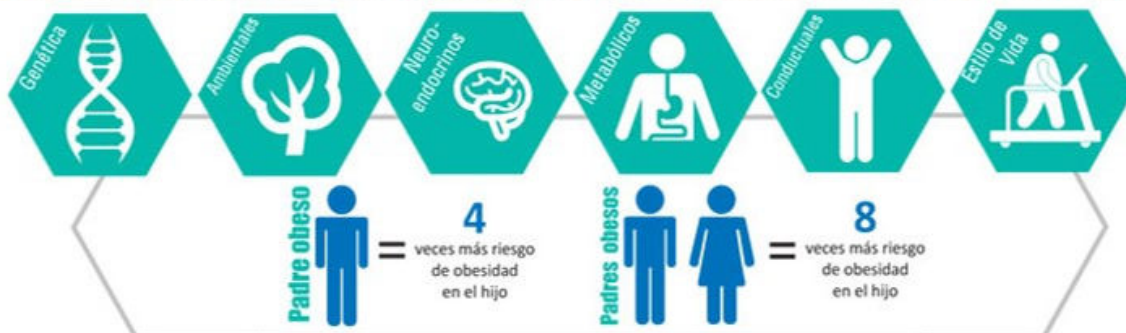 Genética
Ambientales
Neuro-
endocrinos
Metabólicos
Conductuales
Estilo de
Vida
Padre obeso
=
4
veces más riesgo
de obesidad
en el hijo
Padres obesos
=
8
veces más riesgo
de obesidad
en el hijo